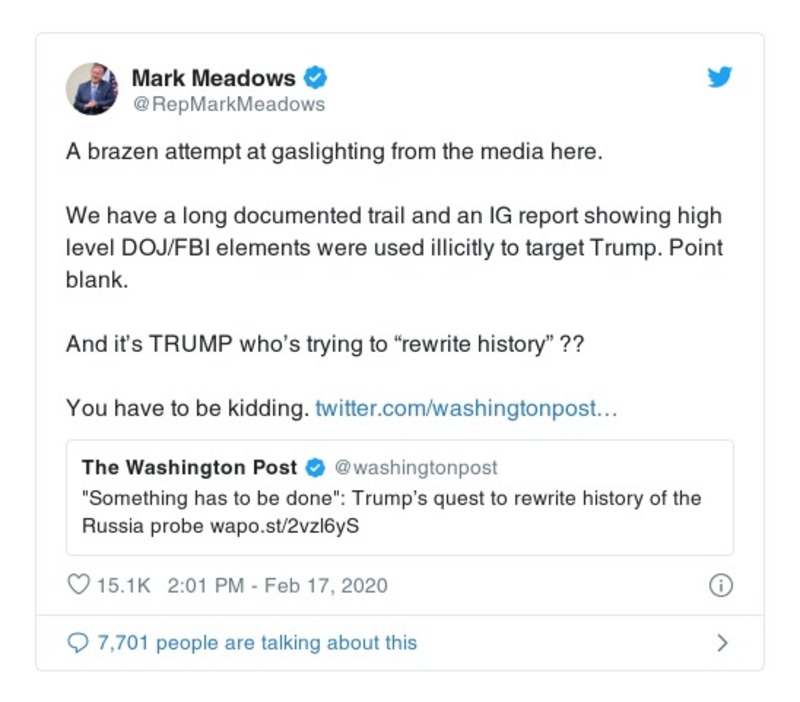 Mark Meadows
@RepMarkMeadows
A brazen attempt at gaslighting from the media here.
We have a long documented trail and an IG report showing high
level DOJ/FBI elements were used illicitly to target Trump. Point
blank.
And it's TRUMP who's trying to “rewrite history” ??
You have to be kidding. twitter.com/washingtonpost…
The Washington Post @washingtonpost
"Something has to be done": Trump's quest to rewrite history of the
Russia probe wapo.st/2vzl6yS
15.1K 2:01 PM - Feb 17, 2020
7,701 people are talking about this